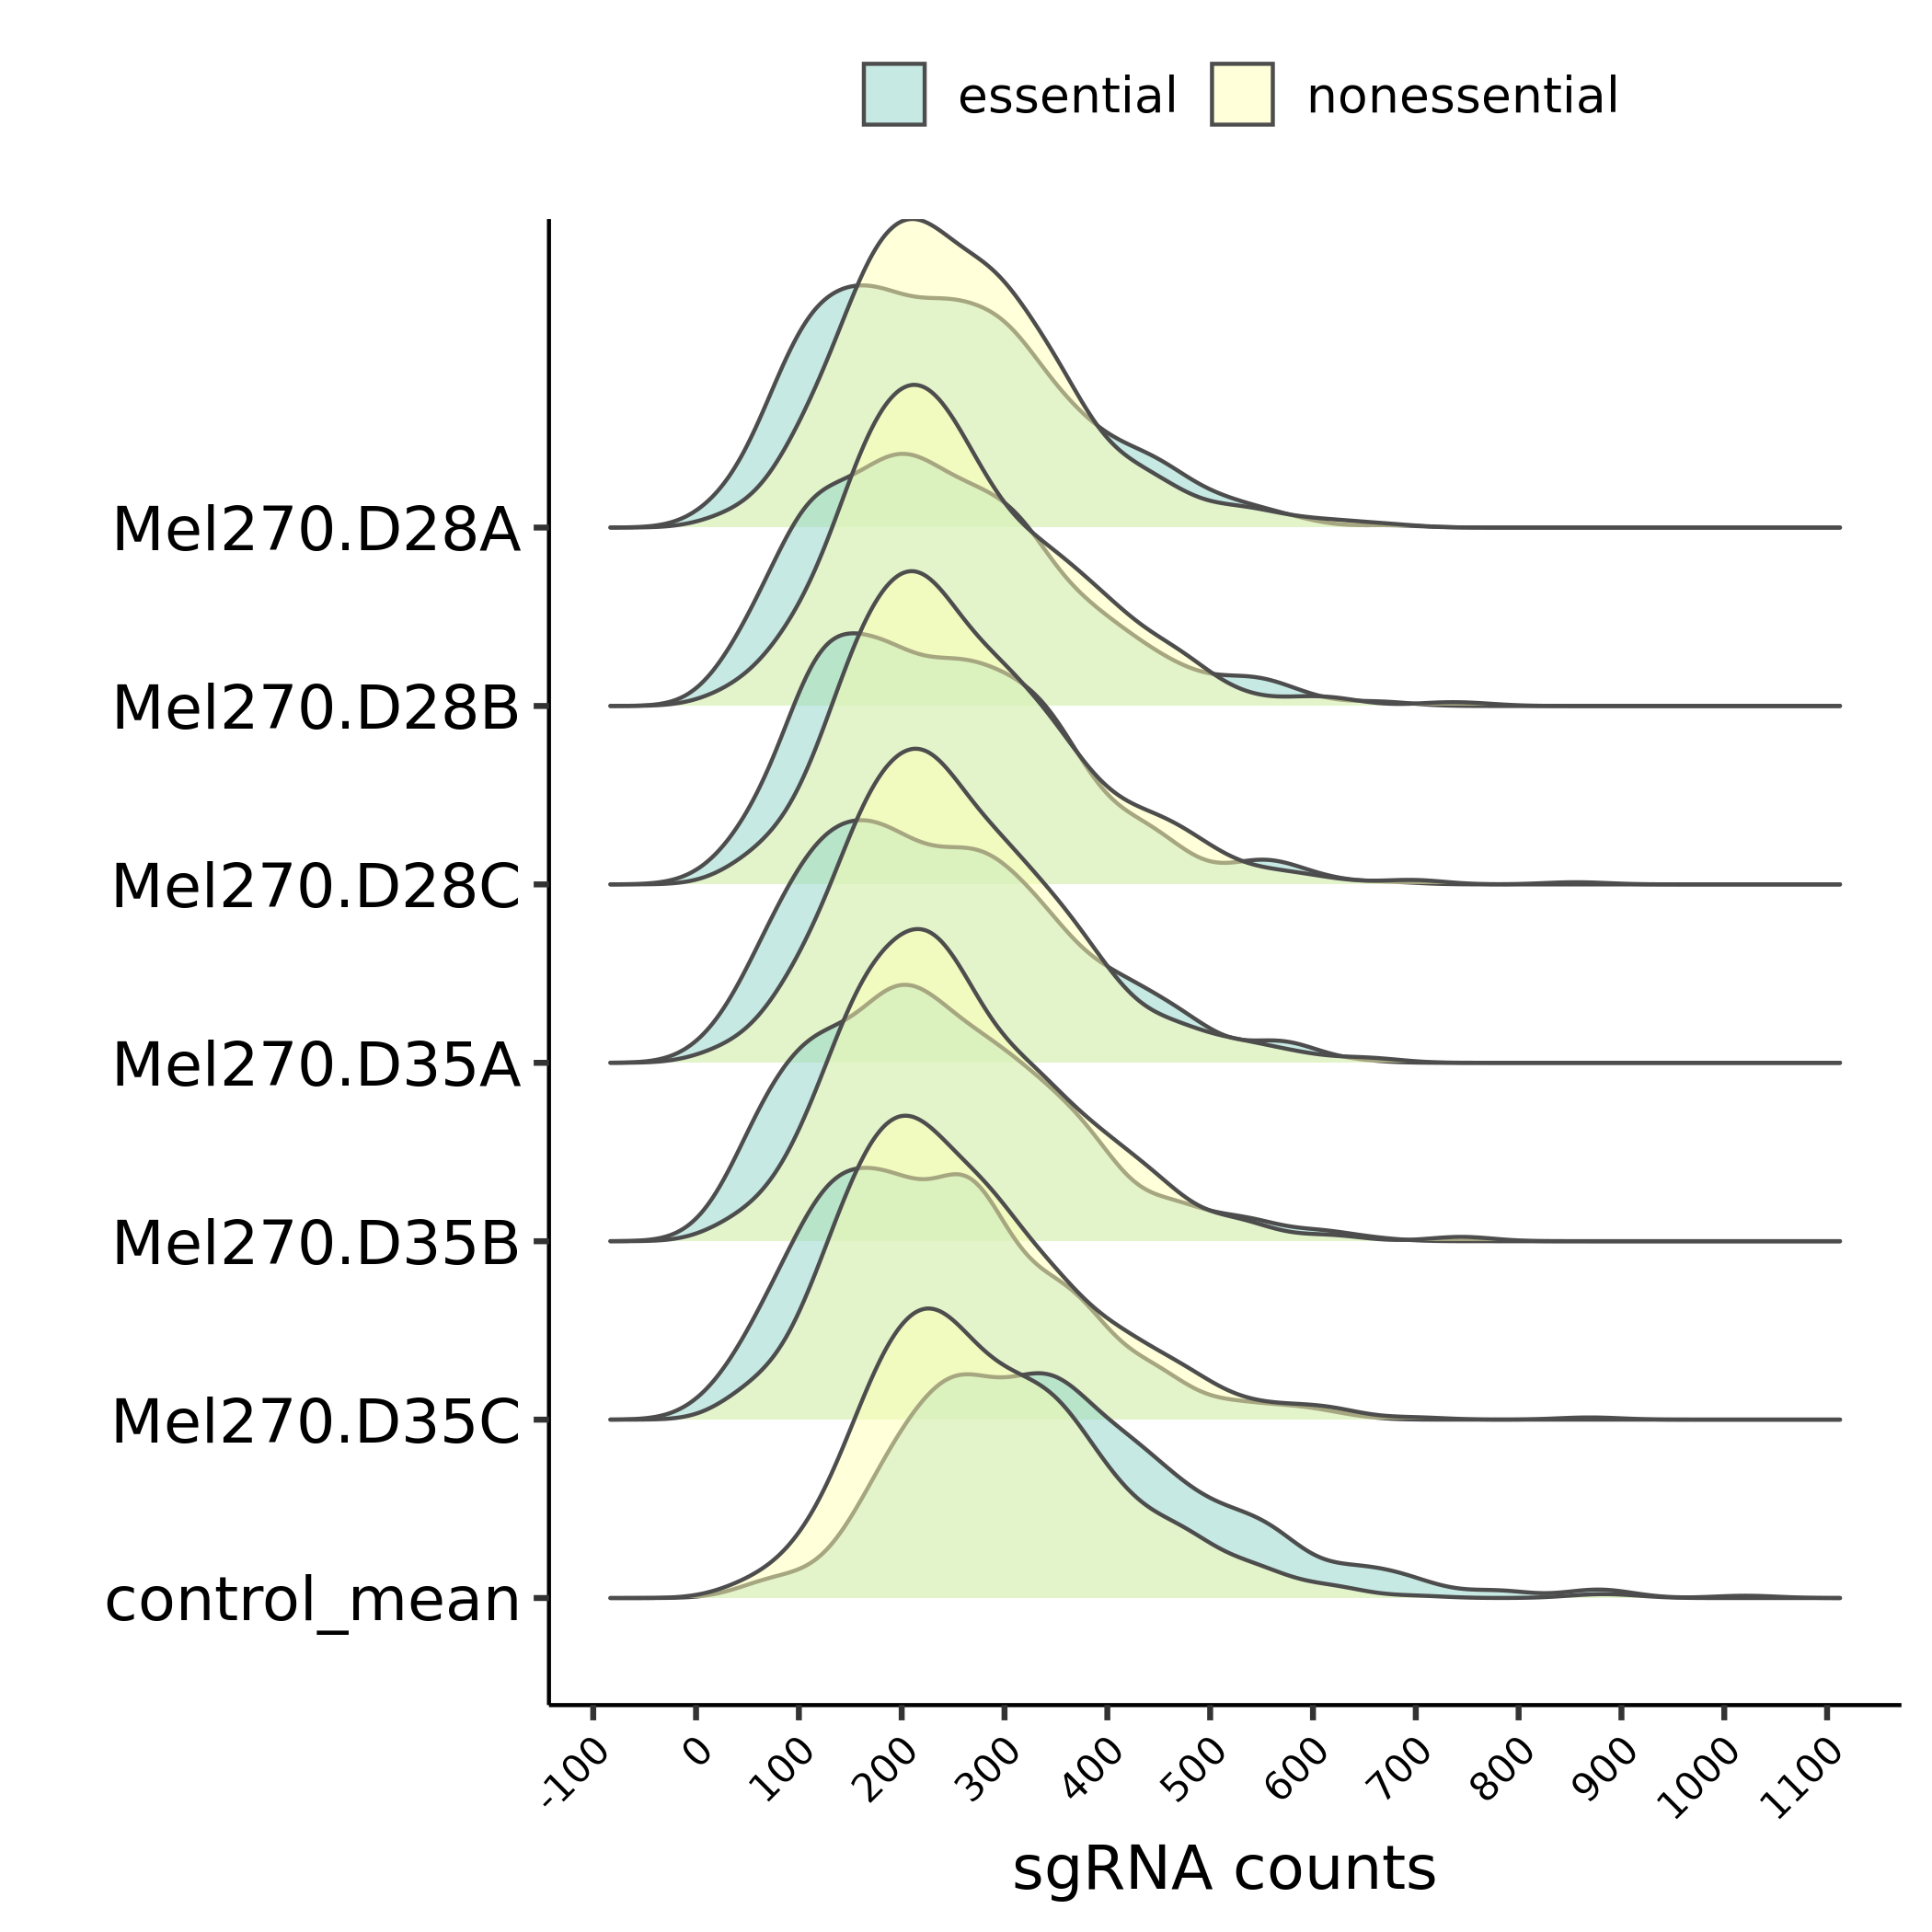 essential nonessential
Mel270.D28A
Mel270.D28B
Mel270.D28C
Mel270.D35A
Mel270.D35B
Mel270.D35C
control_mean
-100 0 100 200 300 400 500 600 700 800 900 1000 1100
sgRNA counts